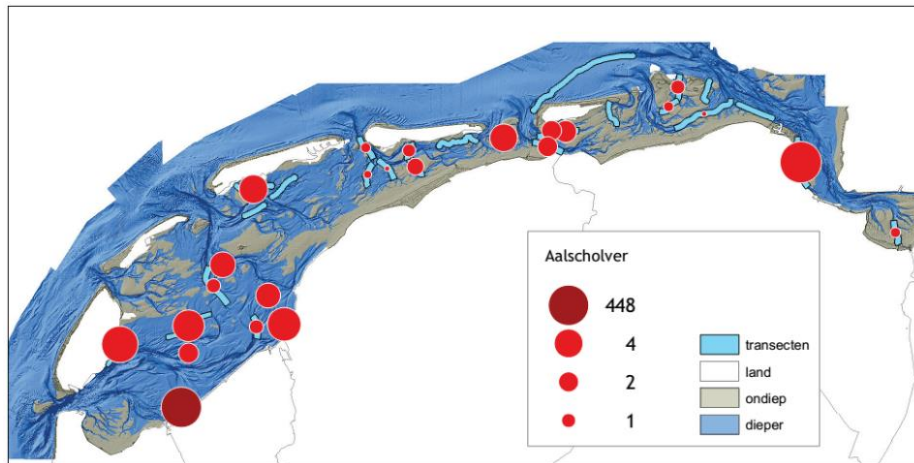 Aalscholver
448
4
2
1
transecten
land
ondiep
dieper